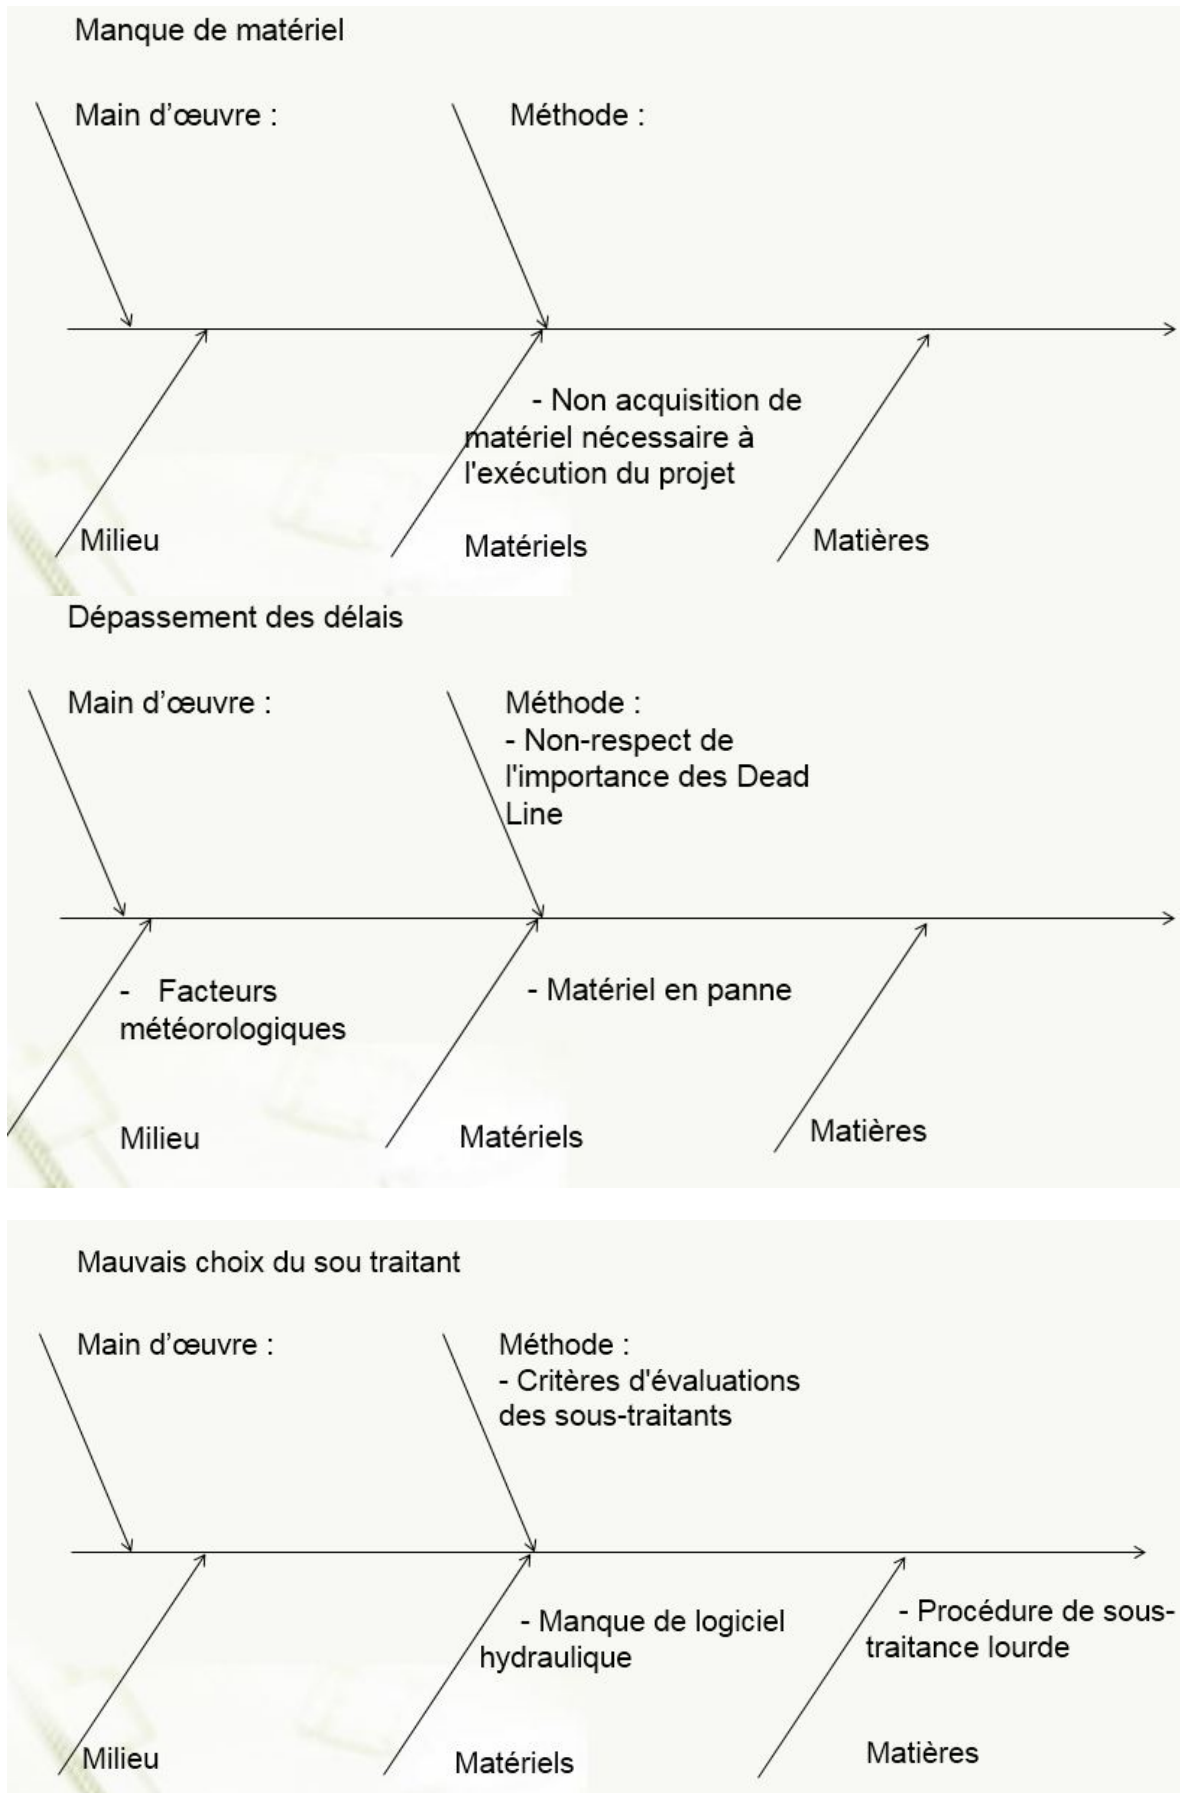 Manque de matériel
Main d’œuvre :
Méthode :
- Non acquisition de
matériel nécessaire à
l'exécution du projet
Milieu
Matériels
Matières
Dépassement des délais
Main d’œuvre :
Méthode :
- Non-respect de
l'importance des Dead
Line
- Facteurs
météorologiques
- Matériel en panne
Milieu
Matériels
Matières
Mauvais choix du sou traitant
Main d’œuvre :
Méthode :
- Critères d'évaluations
des sous-traitants
- Manque de logiciel
hydraulique
- Procédure de sous-
traitance lourde
Milieu
Matériels
Matières